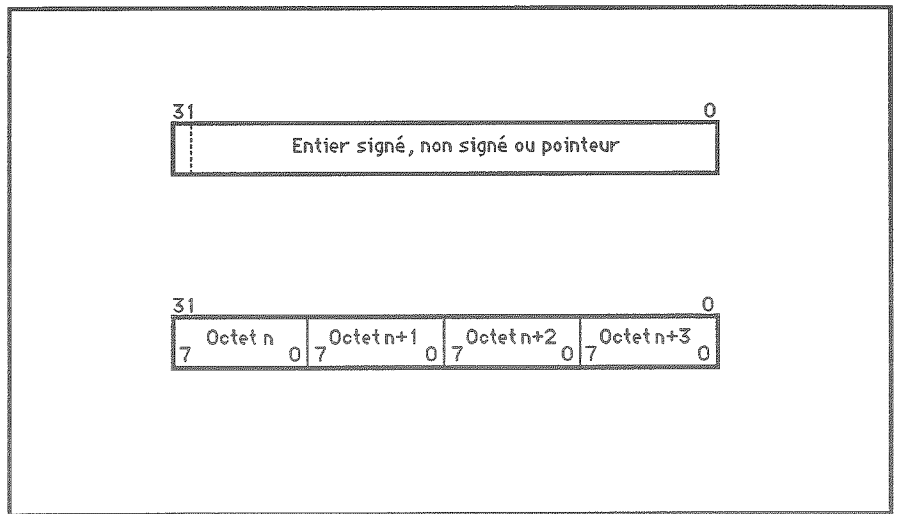 31 0
Entier signé, non signé ou pointeur
31 0
Octet n Octet n+1 Octet n+2 Octet n+3
7 0 7 0 7 0 7 0